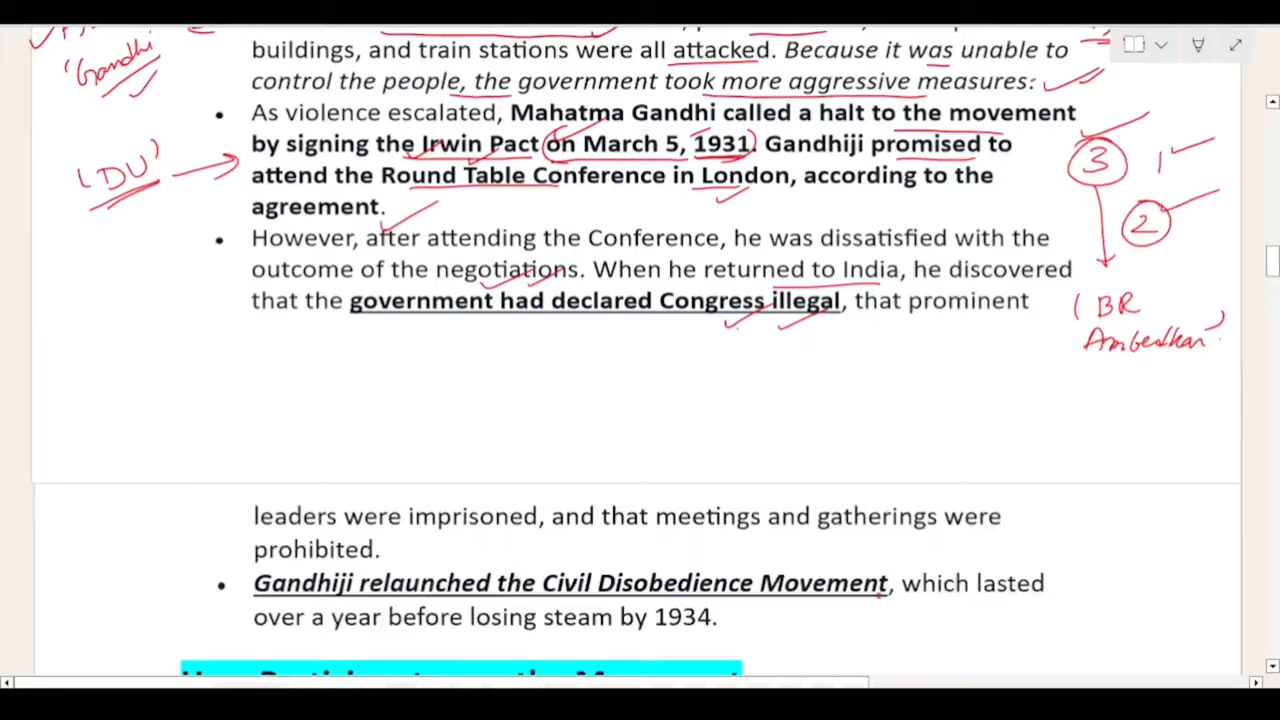 'Gandhi'
buildings, and train stations were all attacked. Because it was unable to
control the people, the government took more aggressive measures:
• As violence escalated, Mahatma Gandhi called a halt to the movement
by signing the Irwin Pact on March 5, 1931. Gandhiji promised to
3 1
'DU'
attend the Round Table Conference in London, according to the
agreement.
2
• However, after attending the Conference, he was dissatisfied with the
outcome of the negotiations. When he returned to India, he discovered
that the government had declared Congress illegal, that prominent
( BR
Ambedkar )
leaders were imprisoned, and that meetings and gatherings were
prohibited.
• Gandhiji relaunched the Civil Disobedience Movement, which lasted
over a year before losing steam by 1934.